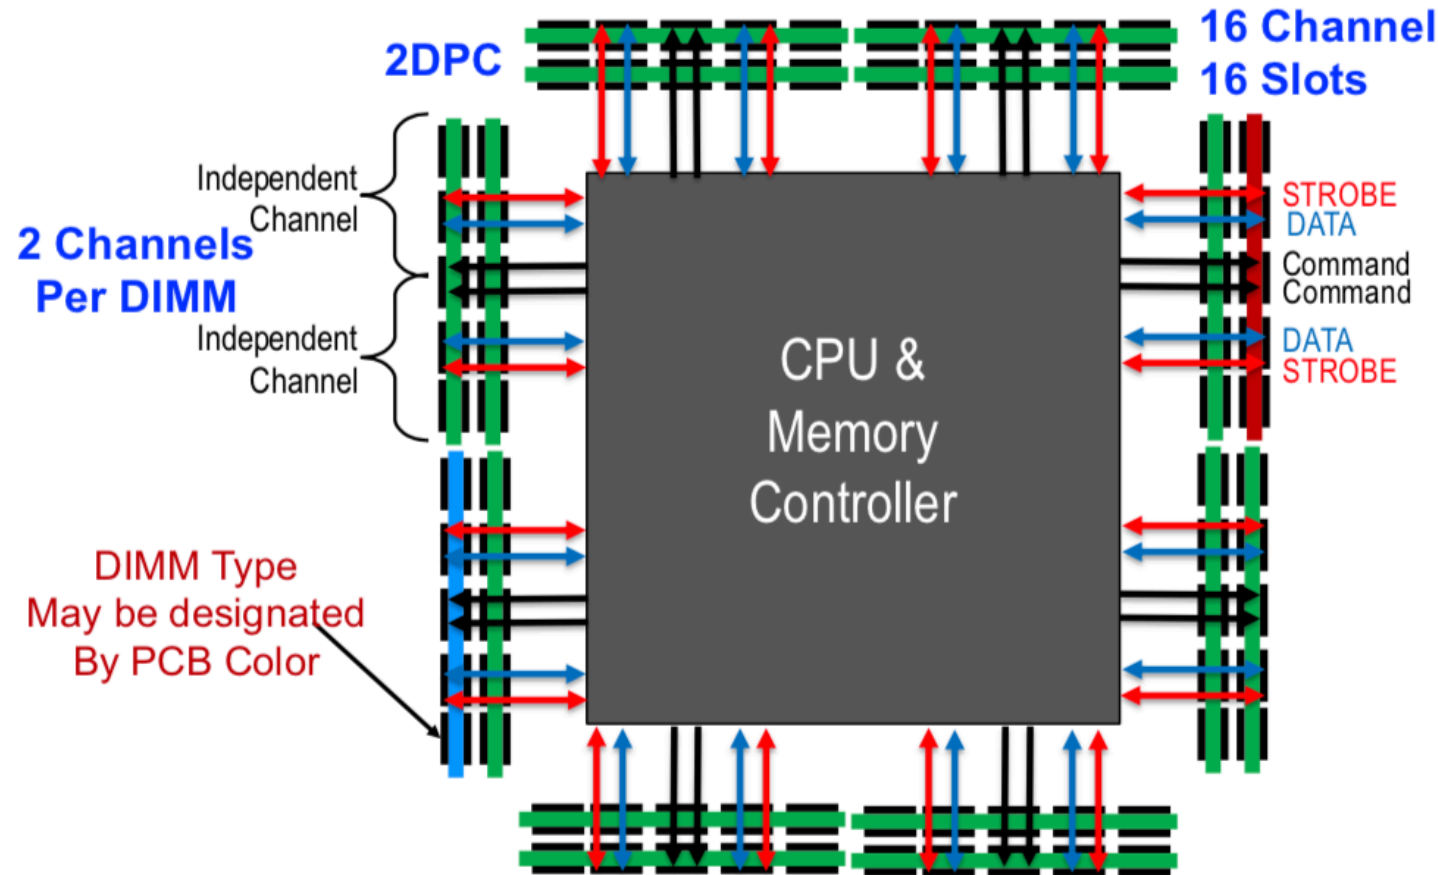 2DPC
16 Channel
16 Slots
Independent
Channel
2 Channels
Per DIMM
Independent
Channel
STROBE
DATA
Command
Command
DATA
STROBE
CPU &
Memory
Controller
DIMM Type
May be designated
By PCB Color